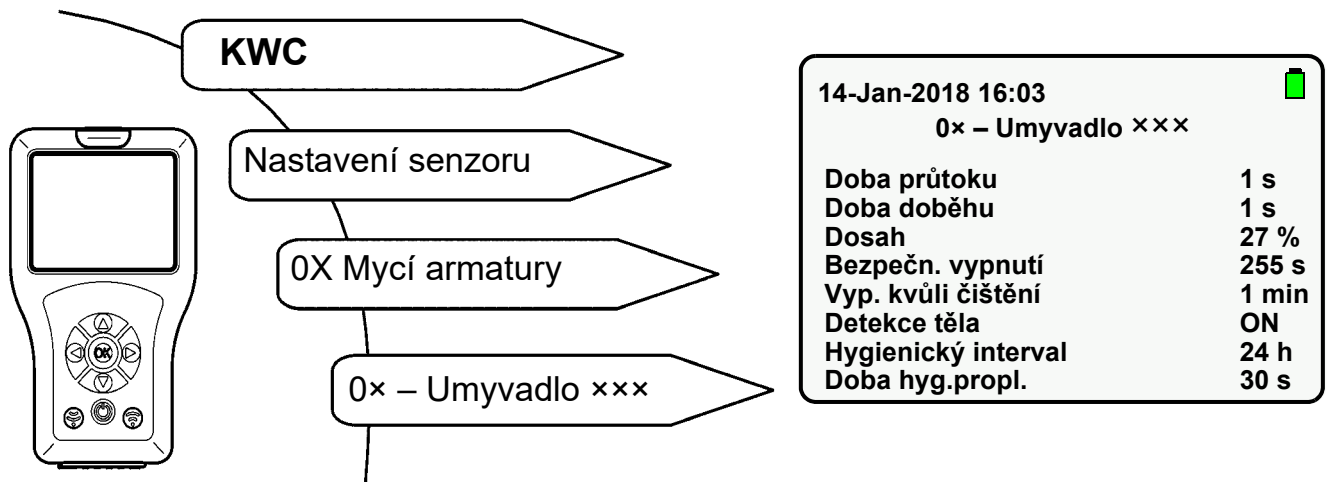 KWC
Nastavení senzoru
0X Mycí armatury
0× – Umyvadlo ×××
OK
14-Jan-2018 16:03
0× – Umyvadlo ×××
Doba průtoku 1 s
Doba doběhu 1 s
Dosah 27 %
Bezpečn. vypnutí 255 s
Vyp. kvůli čištění 1 min
Detekce těla ON
Hygienický interval 24 h
Doba hyg.propl. 30 s